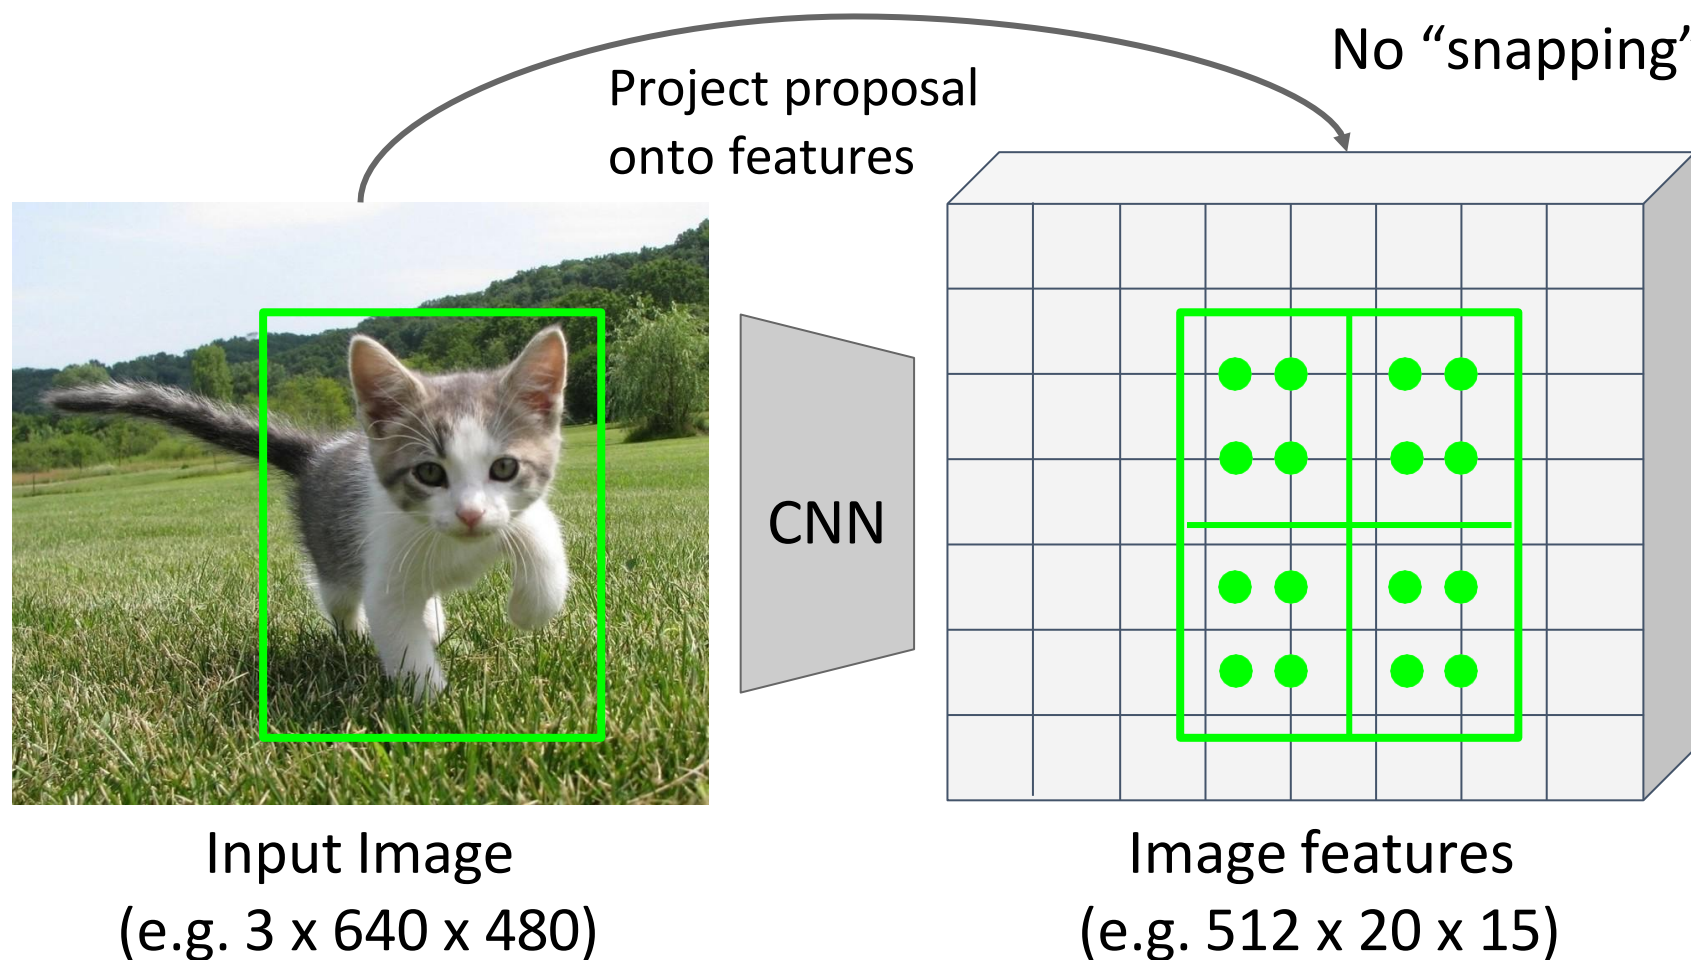 No “snapping”
Project proposal
onto features
CNN
Input Image
(e.g. 3 x 640 x 480)
Image features
(e.g. 512 x 20 x 15)